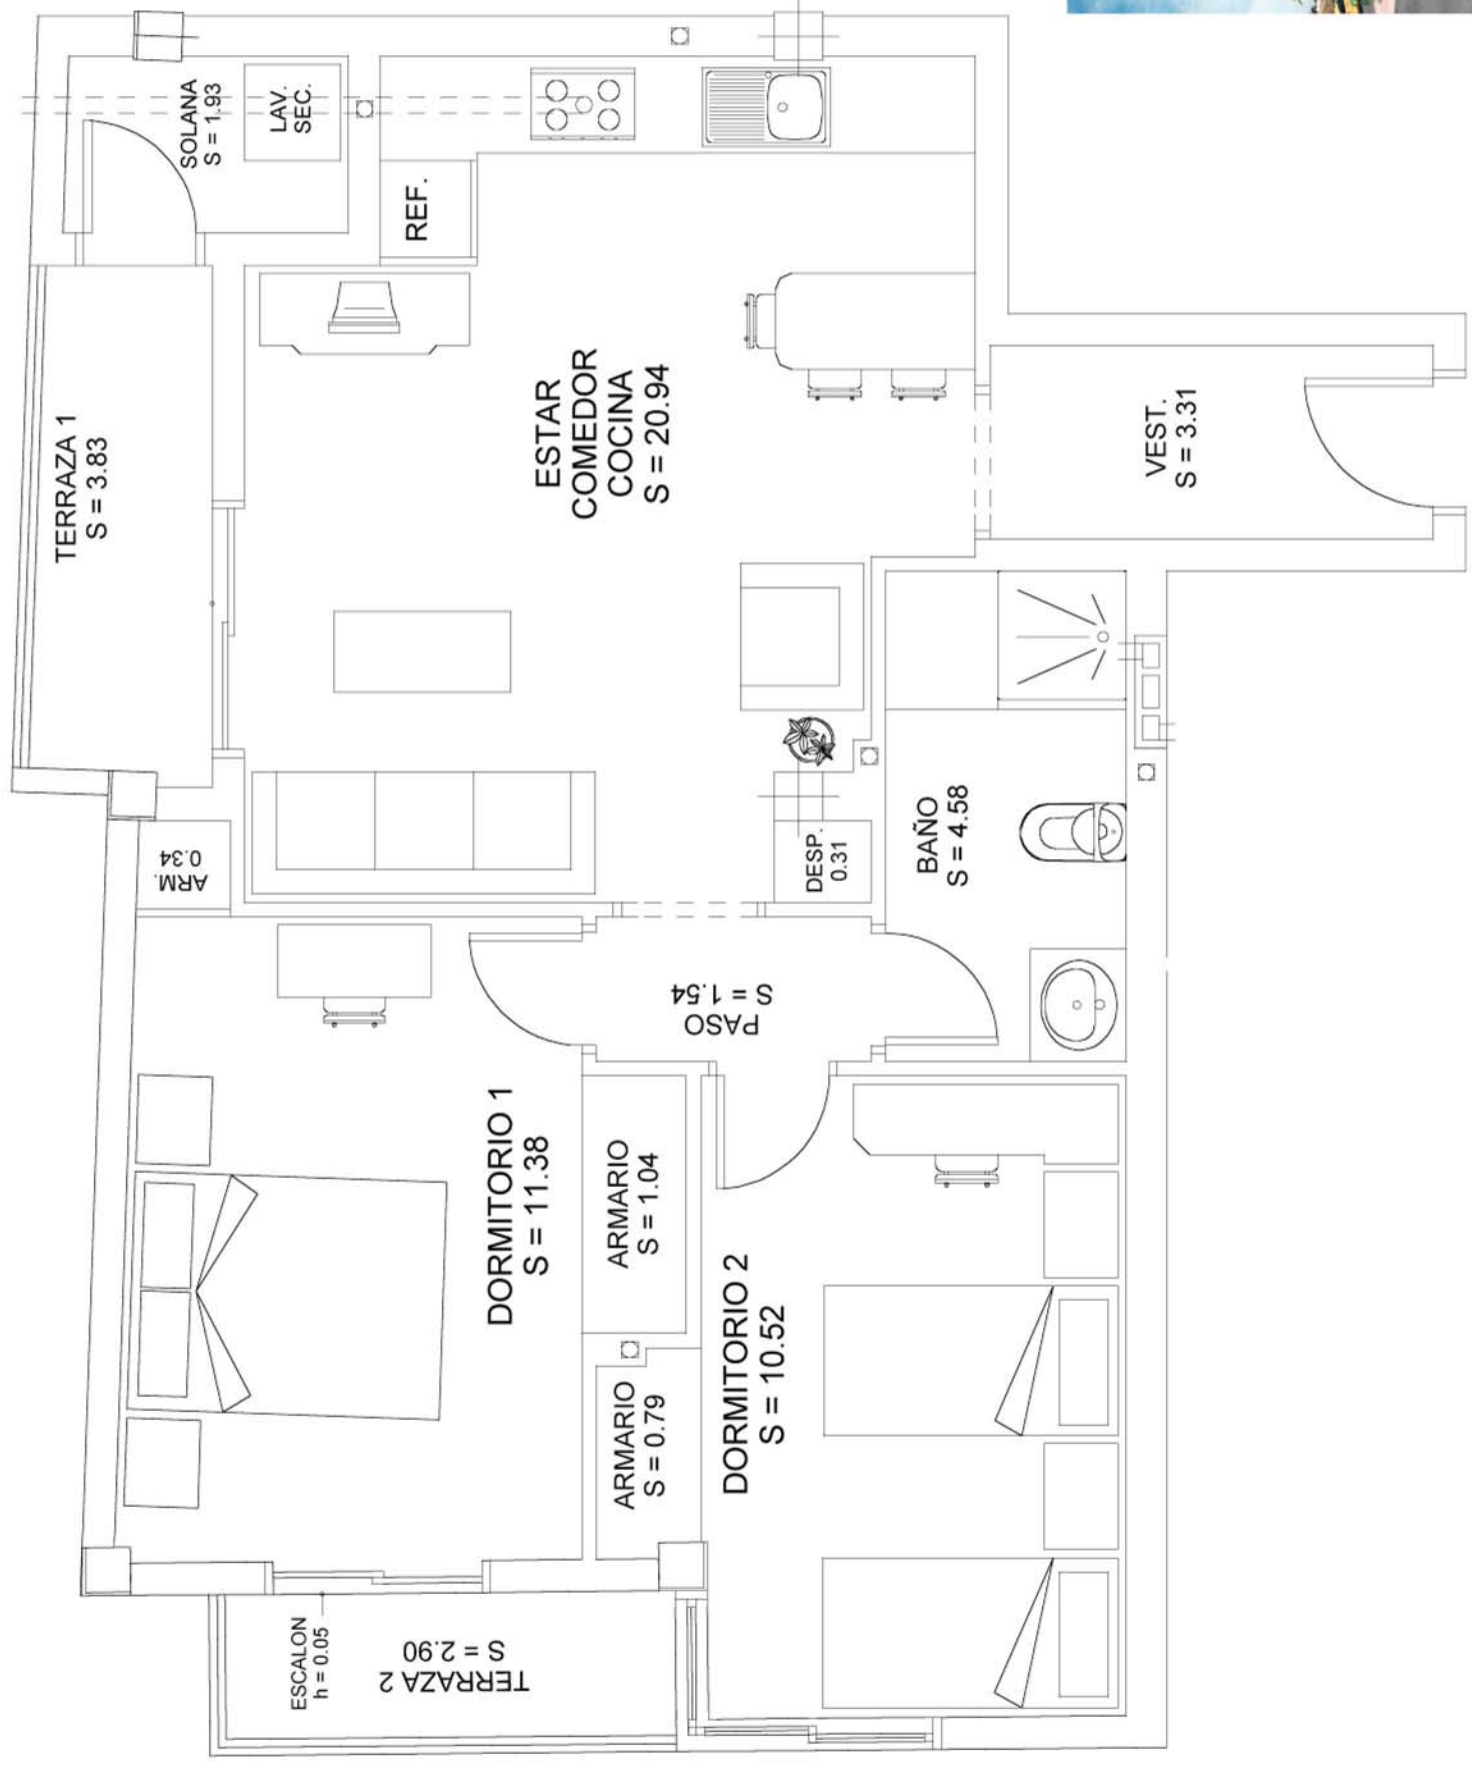 SOLANA
S = 1.93
LAV.
SEC.
REF.
TERRAZA 1
S = 3.83
ESTAR
COMEDOR
COCINA
S = 20.94
VEST.
S = 3.31
ARM.
0.34
DESP.
0.31
BAÑO
S = 4.58
PASO
S = 1.54
DORMITORIO 1
S = 11.38
ARMARIO
S = 1.04
ARMARIO
S = 0.79
DORMITORIO 2
S = 10.52
ESCALON
h = 0.05
TERRAZA 2
S = 2.90